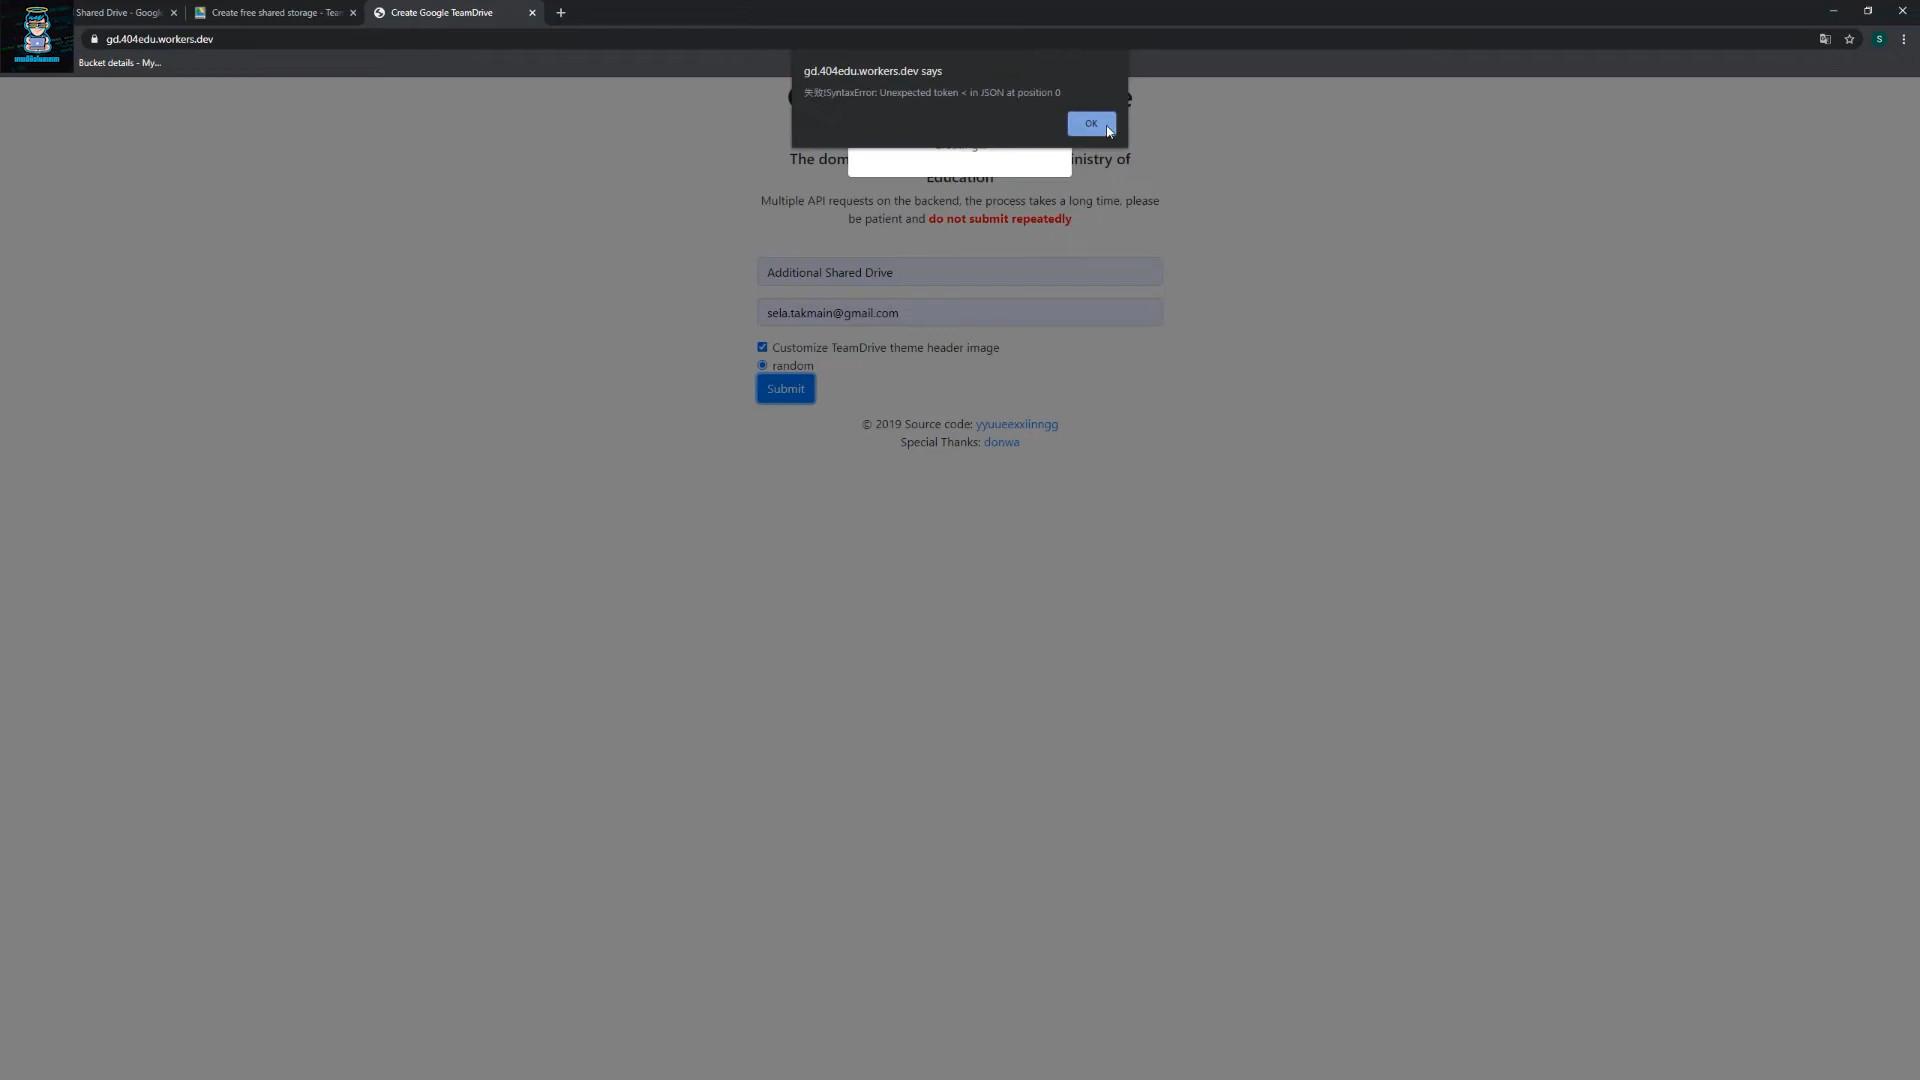 Shared Drive - Googl
Create free shared storage - Tear
Create Google TeamDrive
gd.404edu.workers.dev
S
Bucket details - My...
gd.404edu.workers.dev says
失败!SyntaxError: Unexpected token < in JSON at position 0
OK
The dom
inistry of
Education
Multiple API requests on the backend, the process takes a long time, please
be patient and do not submit repeatedly
Additional Shared Drive
sela.takmain@gmail.com
Customize TeamDrive theme header image
random
Submit
© 2019 Source code: yyuueexxiinngg
Special Thanks: donwa